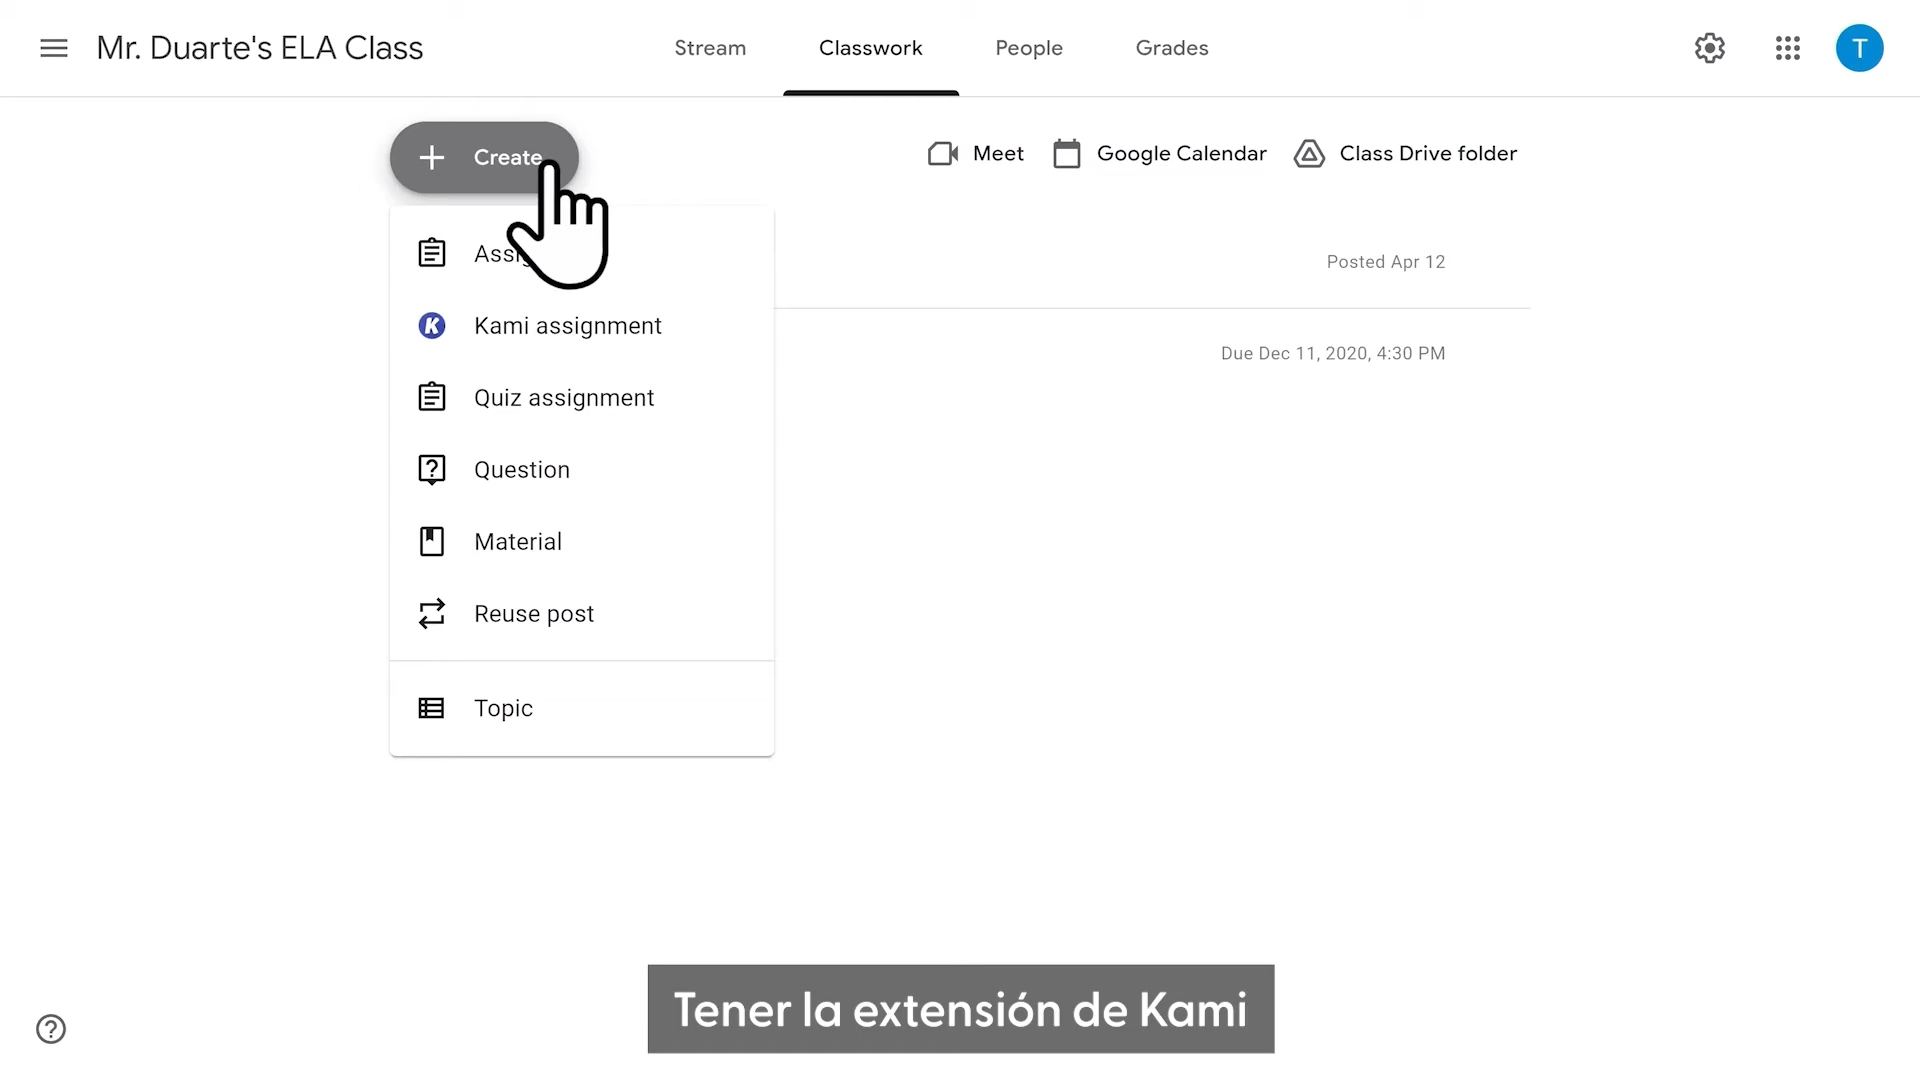 Mr. Duarte's ELA Class
Stream
Classwork
People
Grades
T
Create
Meet
Google Calendar
Class Drive folder
Posted Apr 12
K
Kami assignment
Due Dec 11, 2020, 4:30 PM
Quiz assignment
Question
Material
Reuse post
Topic
Tener la extensión de Kami